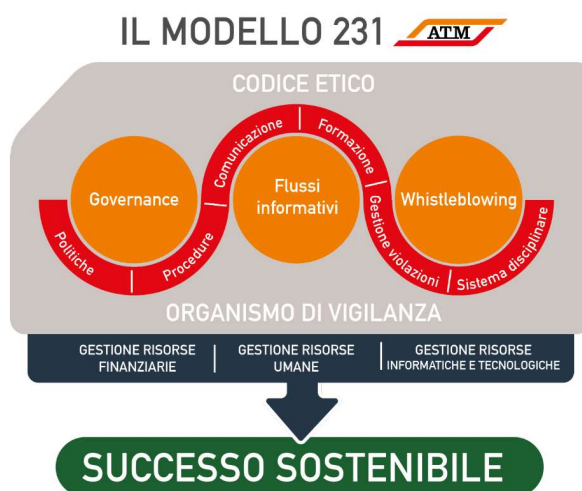 IL MODELLO 231 ATM
CODICE ETICO
Governance
Flussi
informativi
Whistleblowing
Politiche
Procedure
Comunicazione
Formazione
Gestione violazioni
Sistema disciplinare
ORGANISMO DI VIGILANZA
GESTIONE RISORSE
FINANZIARIE
GESTIONE RISORSE
UMANE
GESTIONE RISORSE
INFORMATICHE E TECNOLOGICHE
SUCCESSO SOSTENIBILE